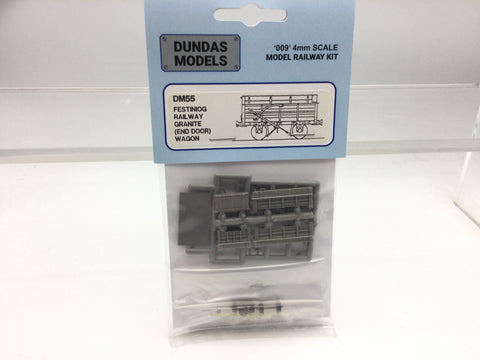 DUNDAS
MODELS
'009' 4mm SCALE
MODEL RAILWAY KIT
DM55
FESTINIOG
RAILWAY
GRANITE
(END DOOR)
WAGON